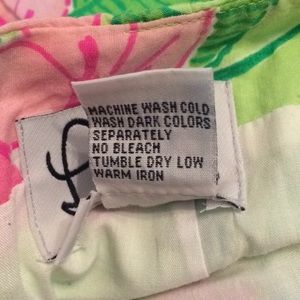 MACHINE WASH COLD
WASH DARK COLORS
SEPARATELY
NO BLEACH
TUMBLE DRY LOW
WARM IRON